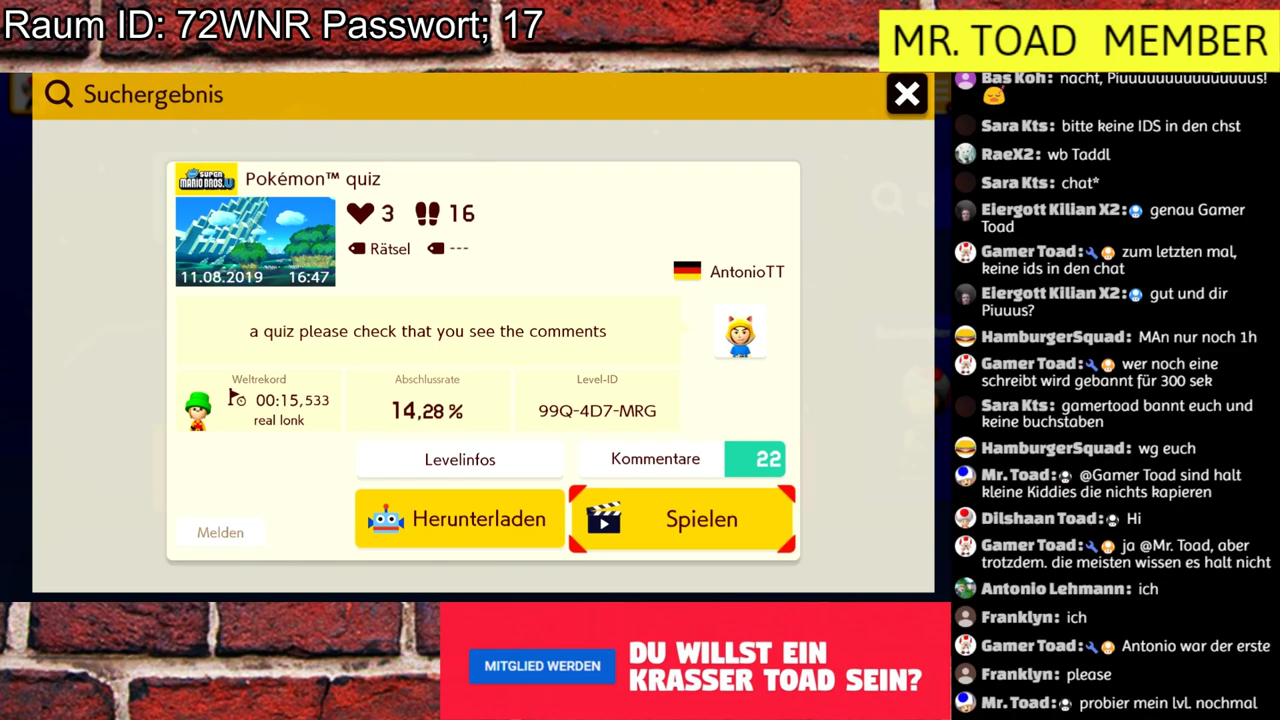 Raum ID: 72WNR Passwort; 17
MR. TOAD MEMBER
Suchergebnis
SUPER
MARIO BROS. U
Pokémon™ quiz
3
16
Rätsel
---
11.08.2019 16:47
AntonioTT
a quiz please check that you see the comments
Weltrekord
00:15,533
real lonk
Abschlussrate
14,28 %
Level-ID
99Q-4D7-MRG
Levelinfos
Kommentare 22
Melden
Herunterladen
Spielen
MITGLIED WERDEN
DU WILLST EIN
KRASSER TOAD SEIN?
Bas Koh: nacht, Piuuuuuuuuuuuuuuus!
Sara Kts: bitte keine IDS in den chst
RaeX2: wb Taddl
Sara Kts: chat*
Eiergott Kilian X2: genau Gamer
Toad
Gamer Toad: zum letzten mal,
keine ids in den chat
Eiergott Kilian X2: gut und dir
Piuuus?
HamburgerSquad: MAn nur noch 1h
Gamer Toad: wer noch eine
schreibt wird gebannt für 300 sek
Sara Kts: gamertoad bannt euch und
keine buchstaben
HamburgerSquad: wg euch
Mr. Toad: @Gamer Toad sind halt
kleine Kiddies die nichts kapieren
Dilshaan Toad: Hi
Gamer Toad: ja @Mr. Toad, aber
trotzdem. die meisten wissen es halt nicht
Antonio Lehmann: ich
Franklyn: ich
Gamer Toad: Antonio war der erste
Franklyn: please
Mr. Toad: probier mein lvl nochmal